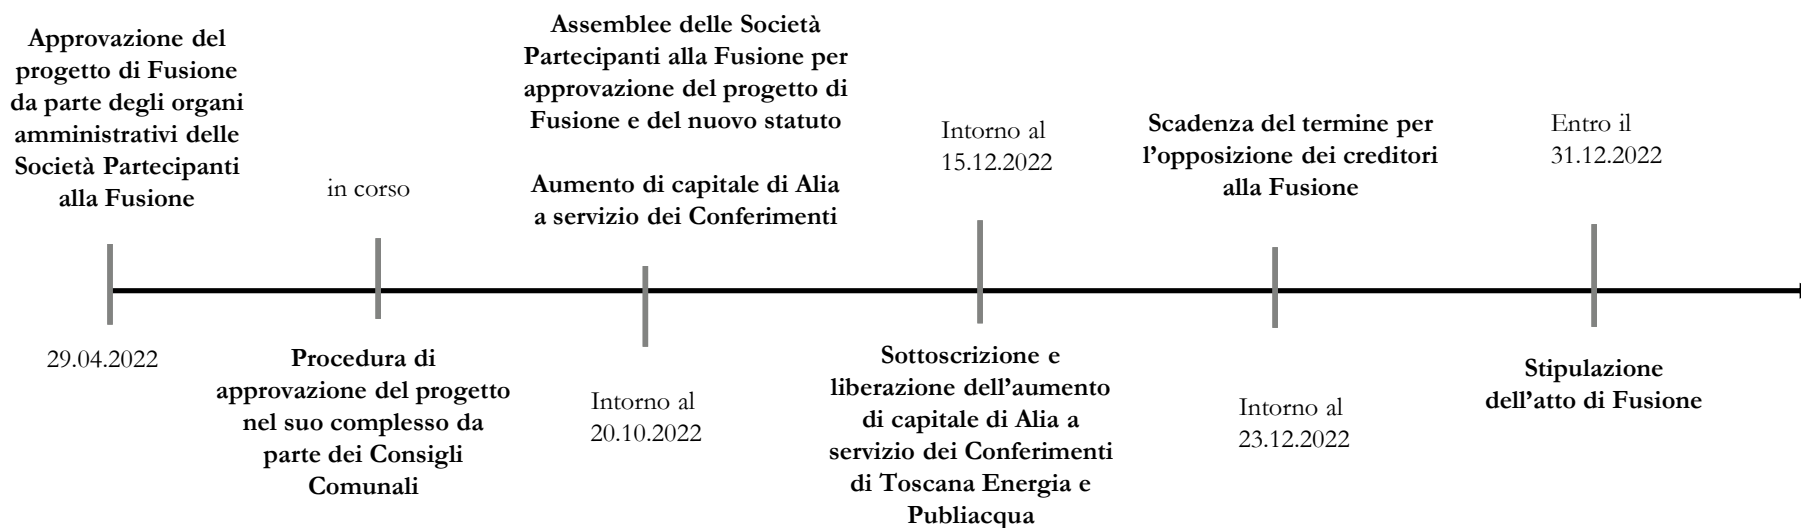 Approvazione del
progetto di Fusione
da parte degli organi
amministrativi delle
Società Partecipanti
alla Fusione
29.04.2022
in corso
Procedura di
approvazione del progetto
nel suo complesso da
parte dei Consigli
Comunali
Assemblee delle Società
Partecipanti alla Fusione per
approvazione del progetto di
Fusione e del nuovo statuto
Aumento di capitale di Alia
a servizio dei Conferimenti
Intorno al
20.10.2022
Intorno al
15.12.2022
Sottoscrizione e
liberazione dell’aumento
di capitale di Alia a
servizio dei Conferimenti
di Toscana Energia e
Publiacqua
Scadenza del termine per
l’opposizione dei creditori
alla Fusione
Intorno al
23.12.2022
Entro il
31.12.2022
Stipulazione
dell’atto di Fusione